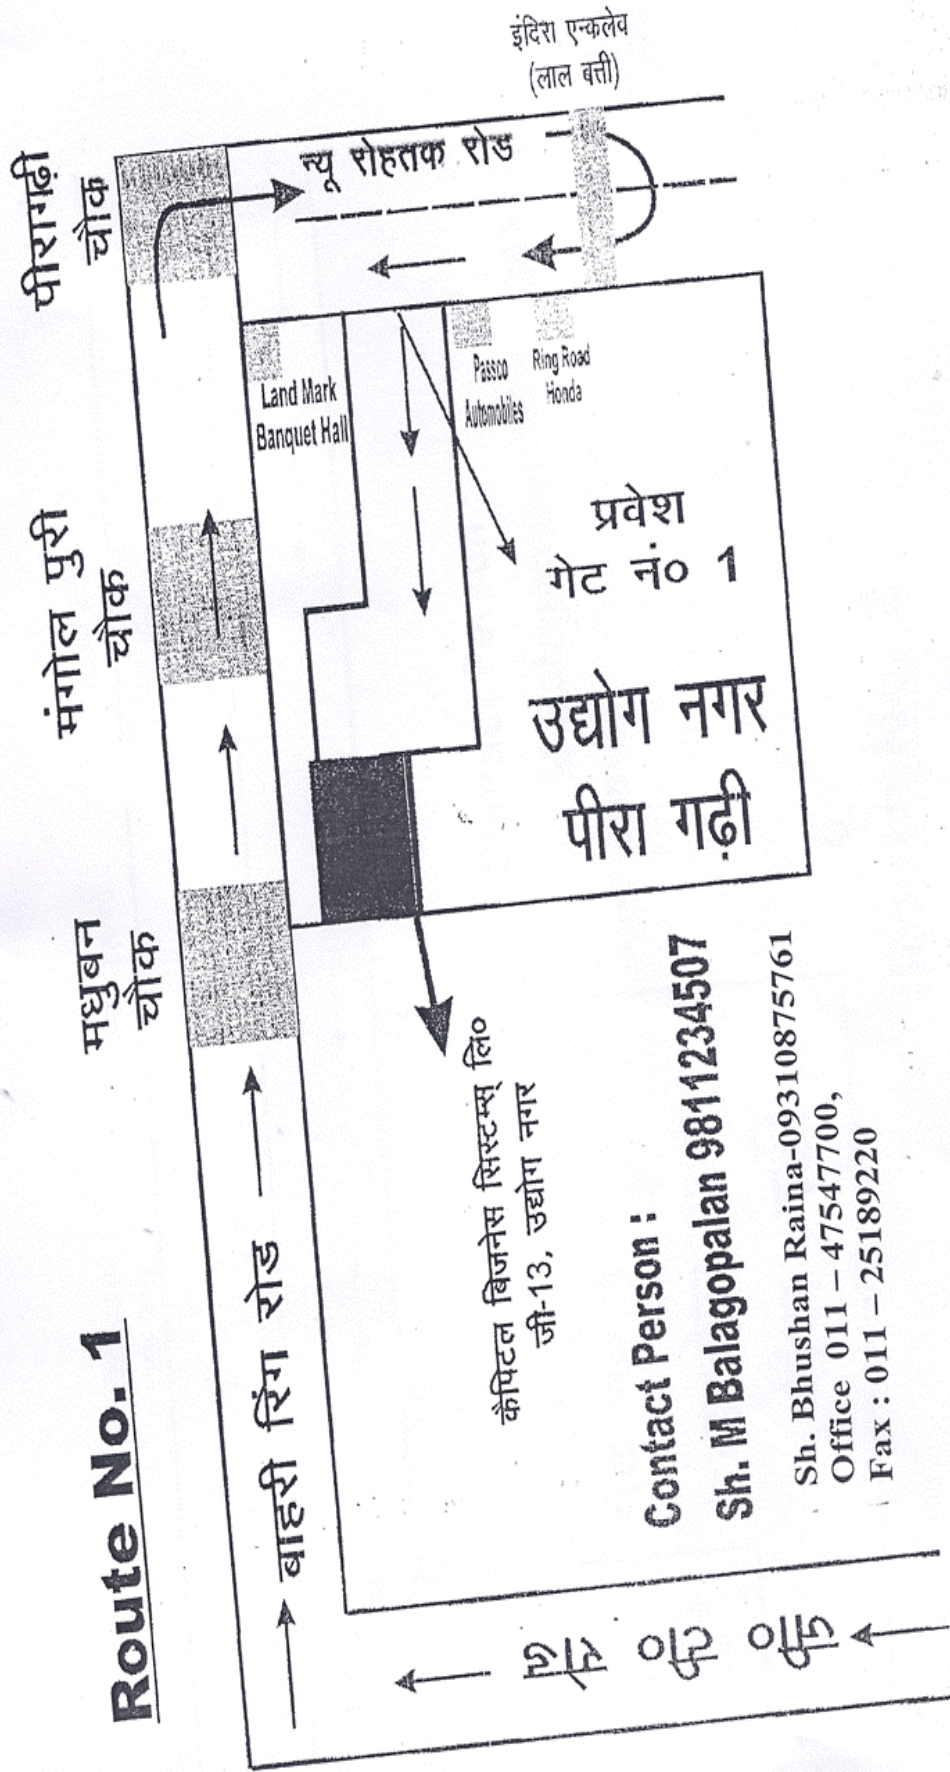 Route No. 1
मधुबन
चौक
मंगोल पुरी
चौक
पीरागढ़ी
चौक
बाहरी रिंग रोड
न्यू रोहतक रोड
इंदिरा एन्कलेव
(लाल बत्ती)
Land Mark
Banquet Hall
Passco
Automobiles
Ring Road
Honda
प्रवेश
गेट नं० 1
उद्योग नगर
पीरा गढ़ी
कैपिटल बिजनेस सिस्टम्स् लि०
जी-13, उद्योग नगर
Contact Person :
Sh. M Balagopalan 9811234507
Sh. Bhushan Raina-09310875761
Office 011 – 47547700,
Fax : 011 – 25189220
जी० टी० रोड